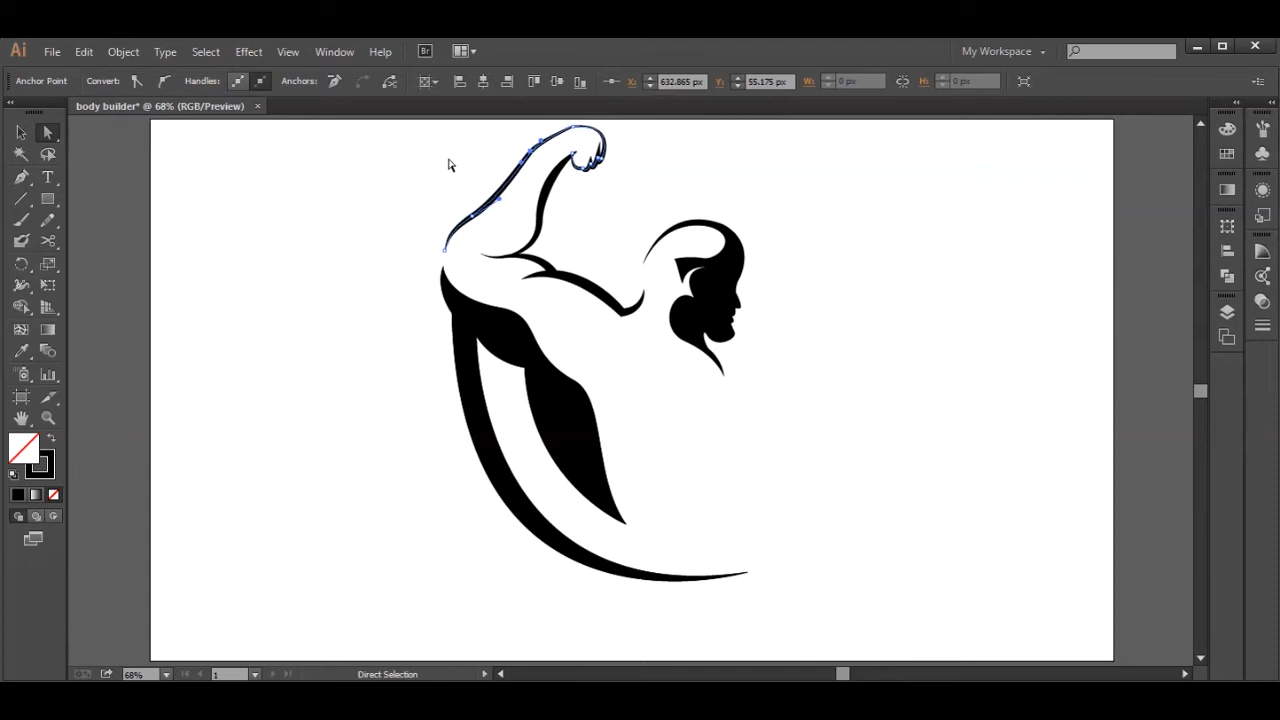 Ai File Edit Object Type Select Effect View Window Help Br My Workspace
Anchor Point Convert: Handles: Anchors: X: 632.865 px Y: 55.175 px W: 0 px H: 0 px
body builder* @ 68% (RGB/Preview) ×
T
68% 1 Direct Selection